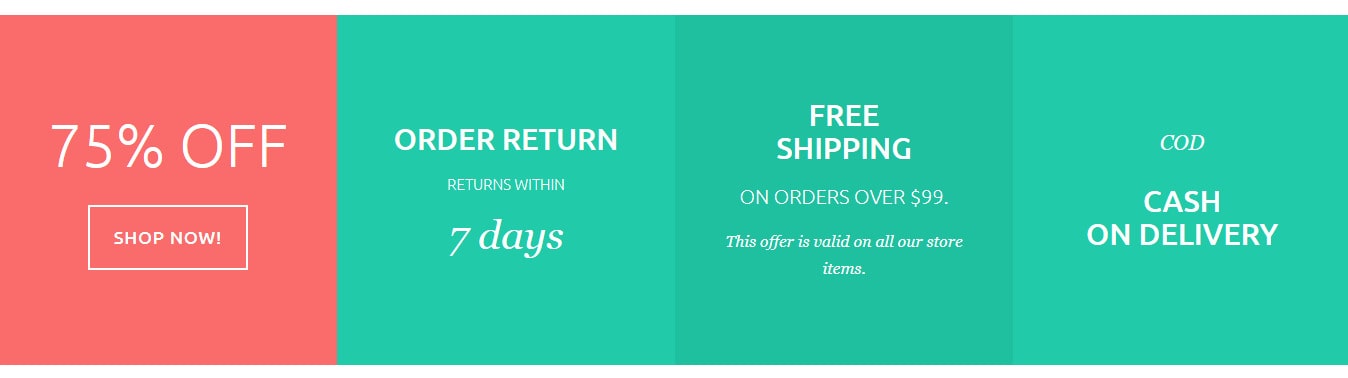 75% OFF
SHOP NOW!
ORDER RETURN
RETURNS WITHIN
7 days
FREE
SHIPPING
ON ORDERS OVER $99.
This offer is valid on all our store
items.
COD
CASH
ON DELIVERY